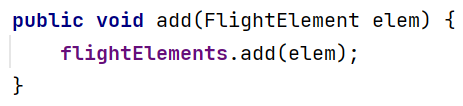 public void add(FlightElement elem) {
    flightElements.add(elem);
}